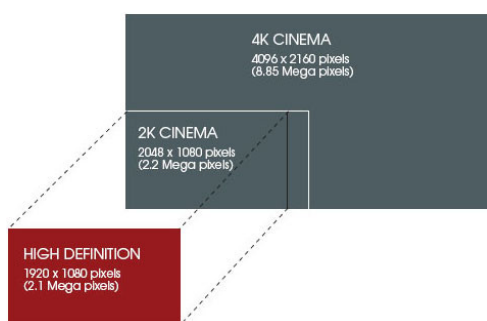 4K CINEMA
4096 x 2160 pixels
(8.85 Mega pixels)
2K CINEMA
2048 x 1080 pixels
(2.2 Mega pixels)
HIGH DEFINITION
1920 x 1080 pixels
(2.1 Mega pixels)